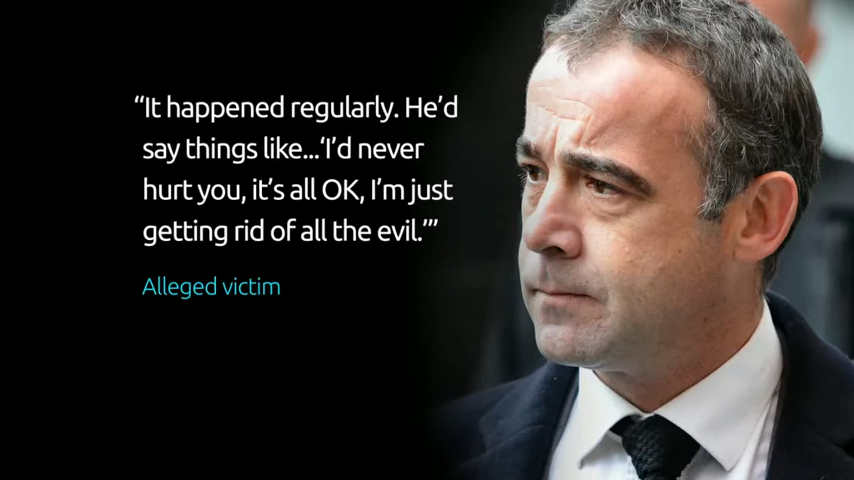 “It happened regularly. He’d
say things like...‘I’d never
hurt you, it’s all OK, I’m just
getting rid of all the evil.’”
Alleged victim